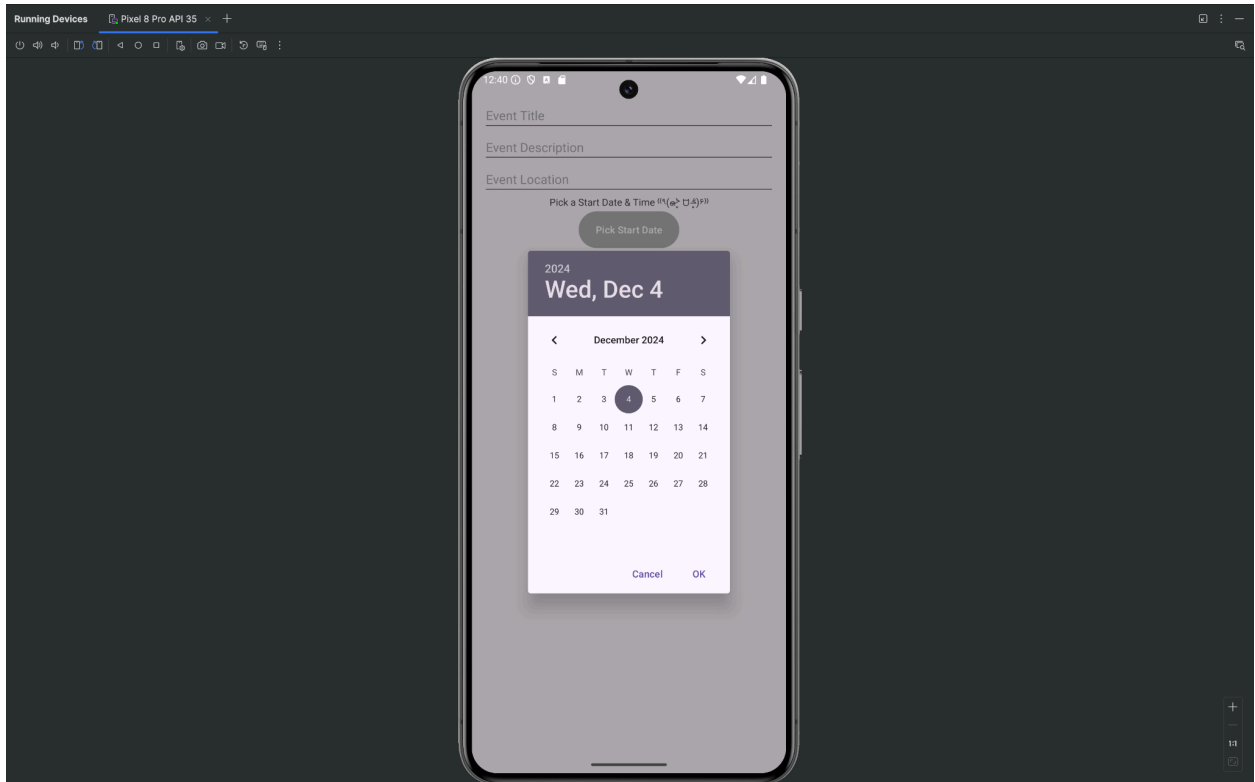 Running Devices Pixel 8 Pro API 35
12:40
Event Title
Event Description
Event Location
Pick a Start Date & Time
Pick Start Date
2024
Wed, Dec 4
December 2024
S M T W T F S
1 2 3 4 5 6 7
8 9 10 11 12 13 14
15 16 17 18 19 20 21
22 23 24 25 26 27 28
29 30 31
Cancel OK
1:1